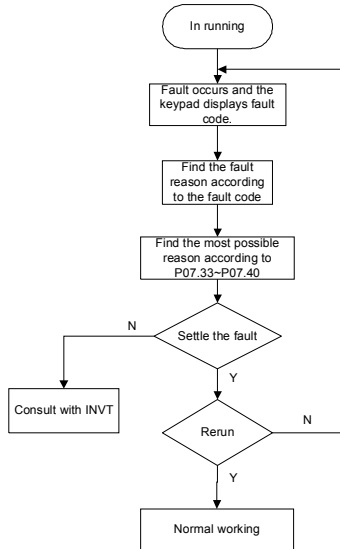 In running
Fault occurs and the
keypad displays fault
code.
Find the fault
reason according
to the fault code
Find the most possible
reason according to
P07.33~P07.40
N
Settle the fault
Y
Consult with INVT
Rerun
N
Y
Normal working